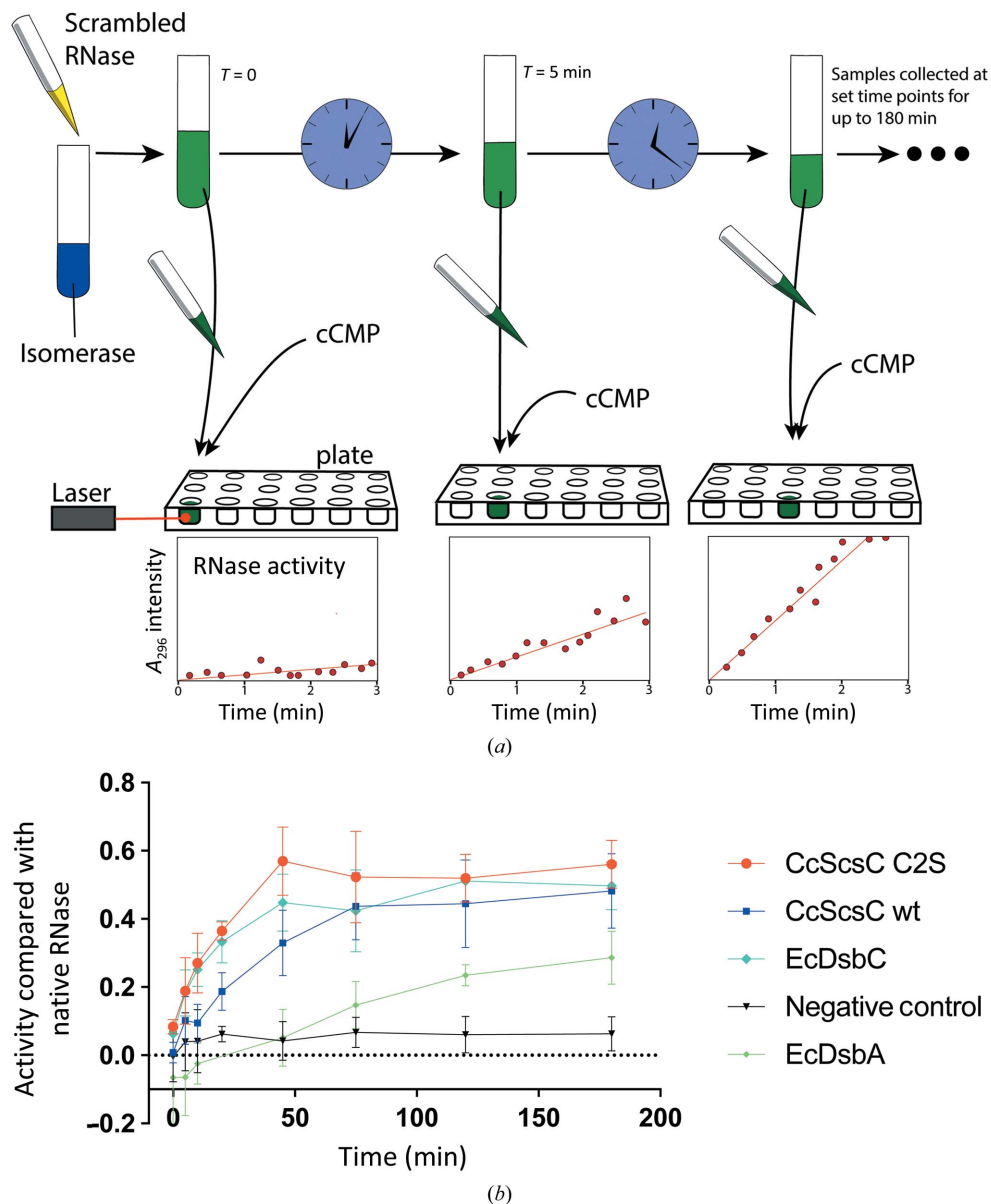 Scrambled
RNase
T = 0
T = 5 min
Samples collected at
set time points for
up to 180 min
Isomerase
cCMP
cCMP
cCMP
plate
Laser
RNase activity
A296 intensity
0 1 2 3
Time (min)
0 1 2 3
Time (min)
0 1 2 3
Time (min)
(a)
Activity compared with
native RNase
0.8
0.6
0.4
0.2
0.0
–0.2
0 50 100 150 200
Time (min)
CcScsC C2S
CcScsC wt
EcDsbC
Negative control
EcDsbA
(b)